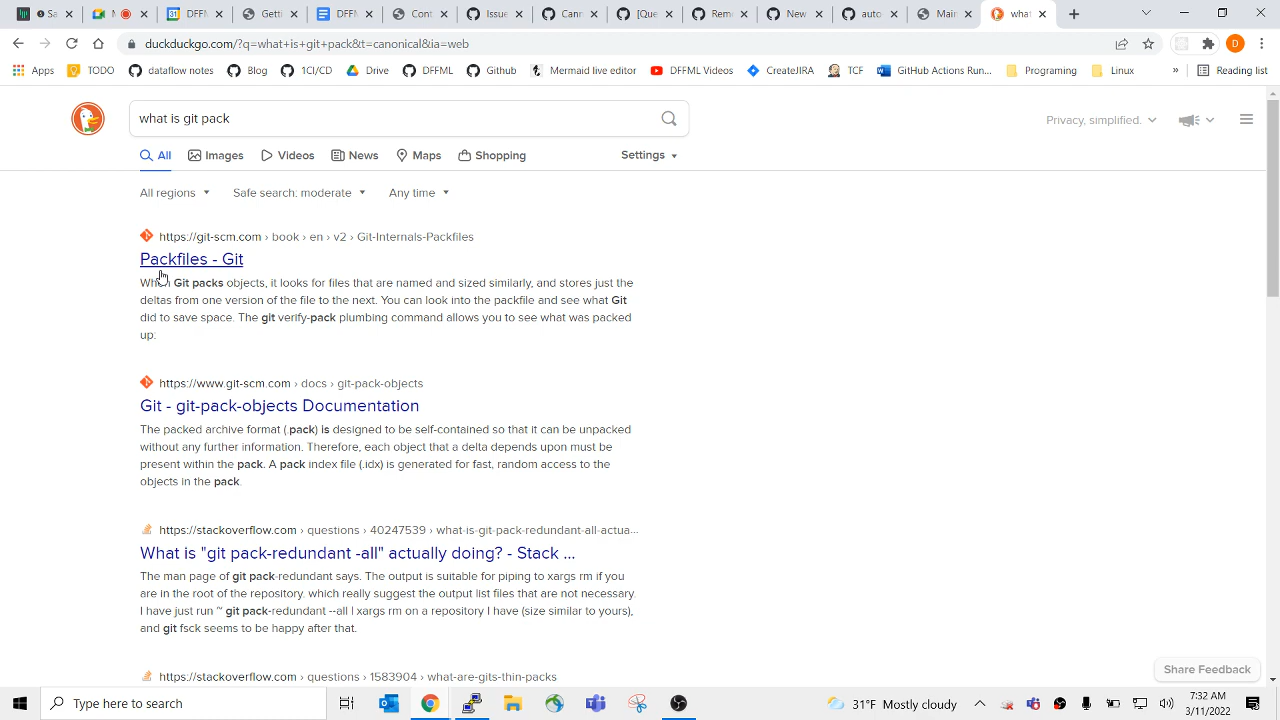 Sa
M
DFFN
Getti
DFFM
Cont
Issue
Cann
[Que
Rem
New
auto
Main
what
duckduckgo.com/?q=what+is+git+pack&t=canonical&ia=web
Apps TODO dataflow notes Blog 1CI/CD Drive DFFML Github Mermaid live editor DFFML Videos CreateJIRA TCF GitHub Actions Run... Programing Linux » Reading list
what is git pack
Privacy, simplified.
All Images Videos News Maps Shopping Settings
All regions Safe search: moderate Any time
https://git-scm.com › book › en › v2 › Git-Internals-Packfiles
Packfiles - Git
Git packs objects, it looks for files that are named and sized similarly, and stores just the
deltas from one version of the file to the next. You can look into the packfile and see what Git
did to save space. The git verify-pack plumbing command allows you to see what was packed
up:
https://www.git-scm.com › docs › git-pack-objects
Git - git-pack-objects Documentation
The packed archive format (.pack) is designed to be self-contained so that it can be unpacked
without any further information. Therefore, each object that a delta depends upon must be
present within the pack. A pack index file (.idx) is generated for fast, random access to the
objects in the pack.
https://stackoverflow.com › questions › 40247539 › what-is-git-pack-redundant-all-actua...
What is "git pack-redundant -all" actually doing? - Stack ...
The man page of git pack-redundant says. The output is suitable for piping to xargs rm if you
are in the root of the repository. which really suggest the output list files that are not necessary.
I have just run ~ git pack-redundant --all | xargs rm on a repository I have (size similar to yours),
and git fsck seems to be happy after that.
https://stackoverflow.com › questions › 1583904 › what-are-gits-thin-packs
Share Feedback
Type here to search
31°F Mostly cloudy
7:32 AM
3/11/2022